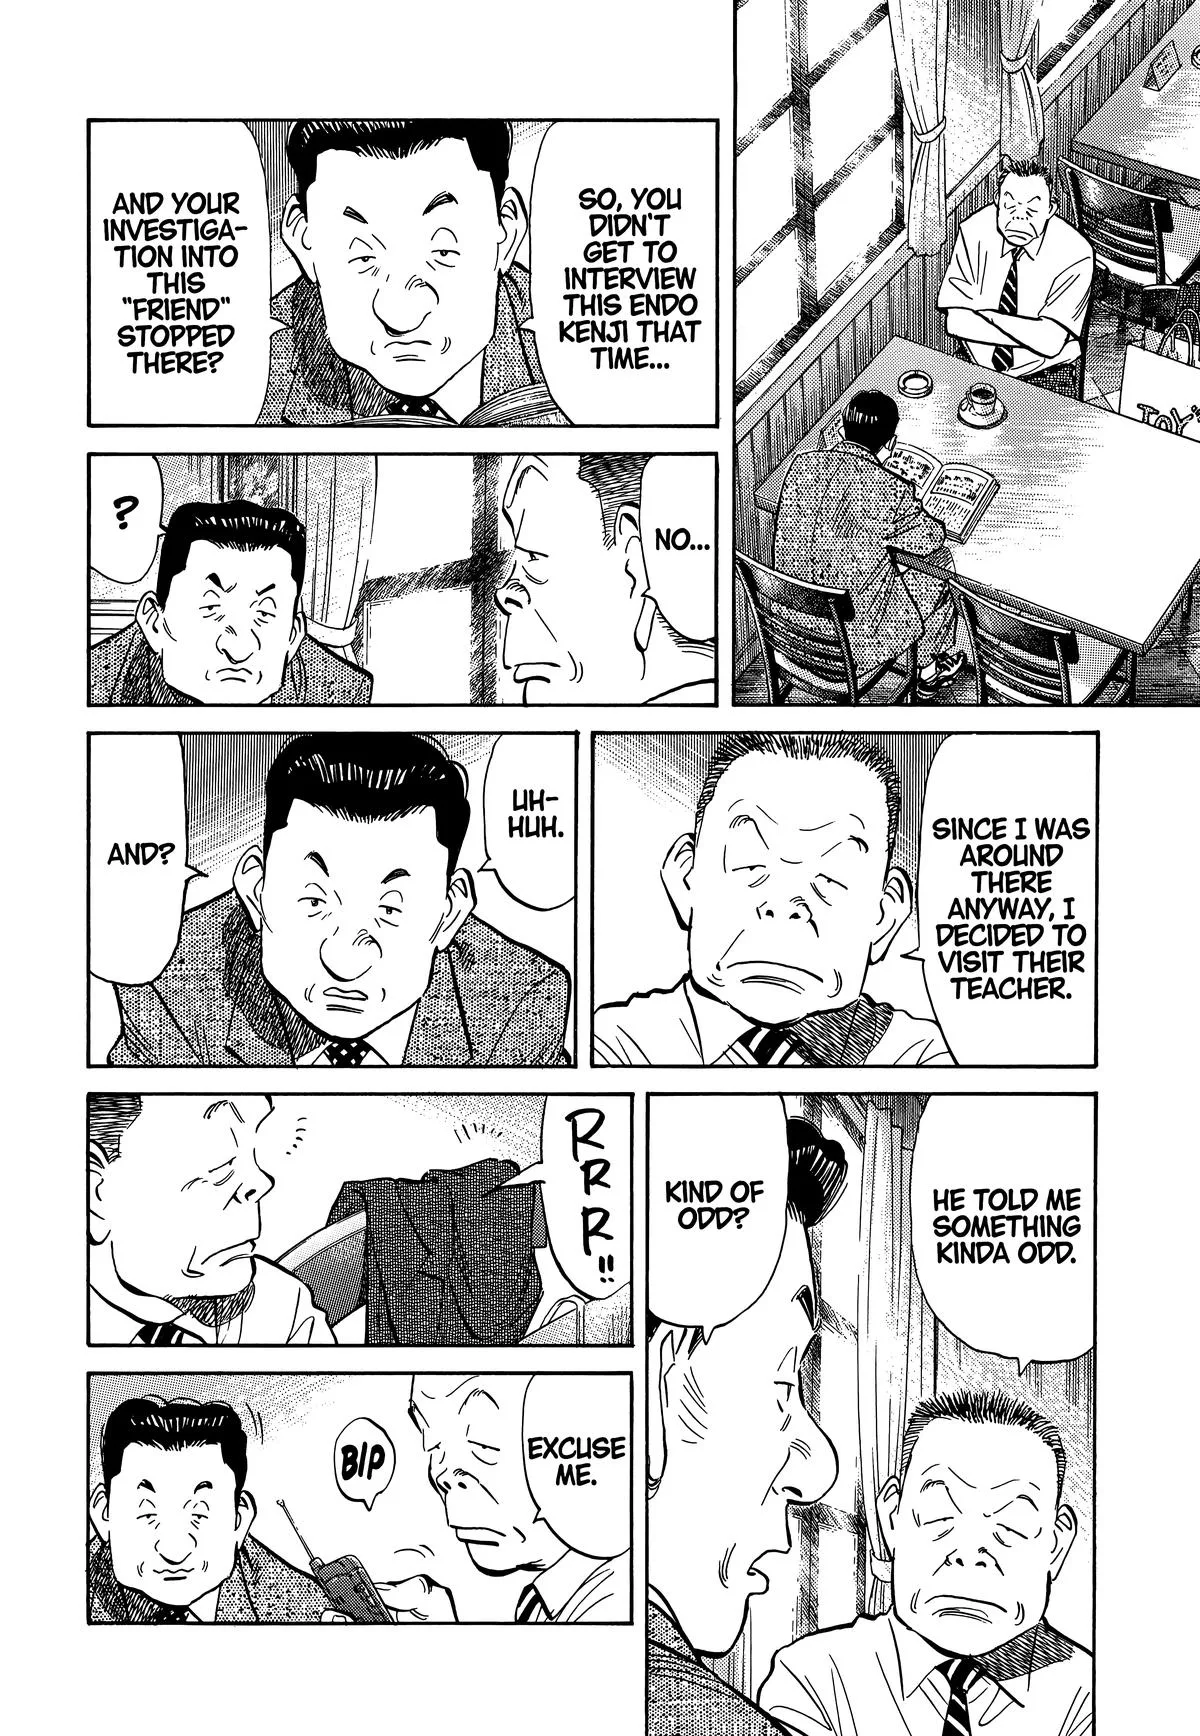 TOY's
SO, YOU
DIDN'T
GET TO
INTERVIEW
THIS ENDO
KENJI THAT
TIME...
AND YOUR
INVESTIGA-
TION INTO
THIS
"FRIEND"
STOPPED
THERE?
NO...
?
SINCE I WAS
AROUND
THERE
ANYWAY, I
DECIDED TO
VISIT THEIR
TEACHER.
UH-
HUH.
AND?
HE TOLD ME
SOMETHING
KINDA ODD.
KIND OF
ODD?
RRR!!
EXCUSE
ME.
BIP